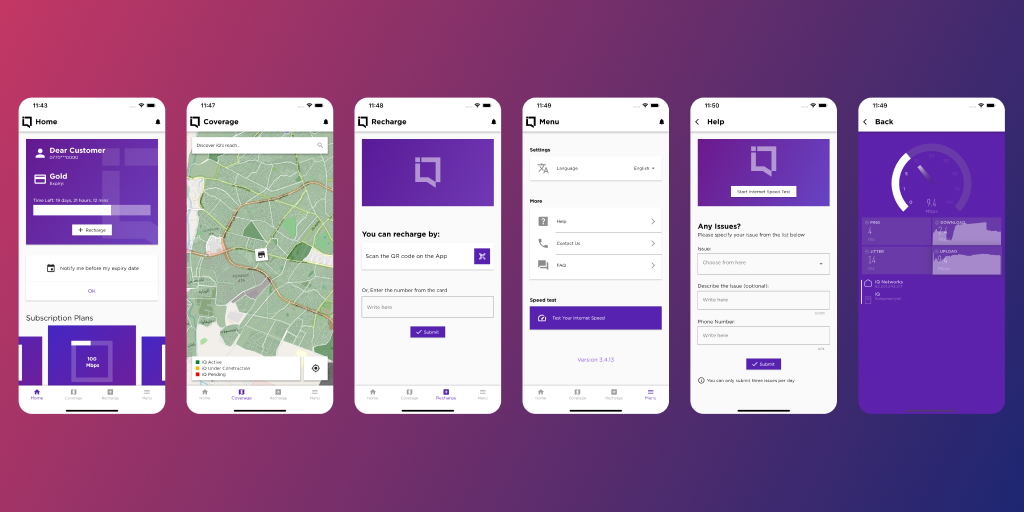 11:43
Home
Dear Customer
0770***0000
Gold
Expiry:
Time Left: 19 days, 21 hours, 12 mins
+ Recharge
Notify me before my expiry date
OK
Subscription Plans
100
Mbps
Home
Coverage
Recharge
Menu
11:47
Coverage
Discover iQ's reach..
iQ Active
iQ Under Construction
iQ Pending
Home
Coverage
Recharge
Menu
11:48
Recharge
You can recharge by:
Scan the QR code on the App
Or, Enter the number from the card
Write here
Submit
Home
Coverage
Recharge
Menu
11:49
Menu
Settings
Language
English
More
Help
Contact Us
FAQ
Speed test
Test Your Internet Speed
Version 3.4.13
Home
Coverage
Recharge
Menu
11:50
Help
Start Internet Speed Test
Any Issues?
Please specify your issue from the list below
Issue:
Choose from here
Describe the Issue (optional):
Write here
Phone Number:
Write here
Submit
You can only submit three issues per day
11:49
Back
9.4
Mbps
PING
4
DOWNLOAD
JITTER
14
UPLOAD
iQ Networks
iQ